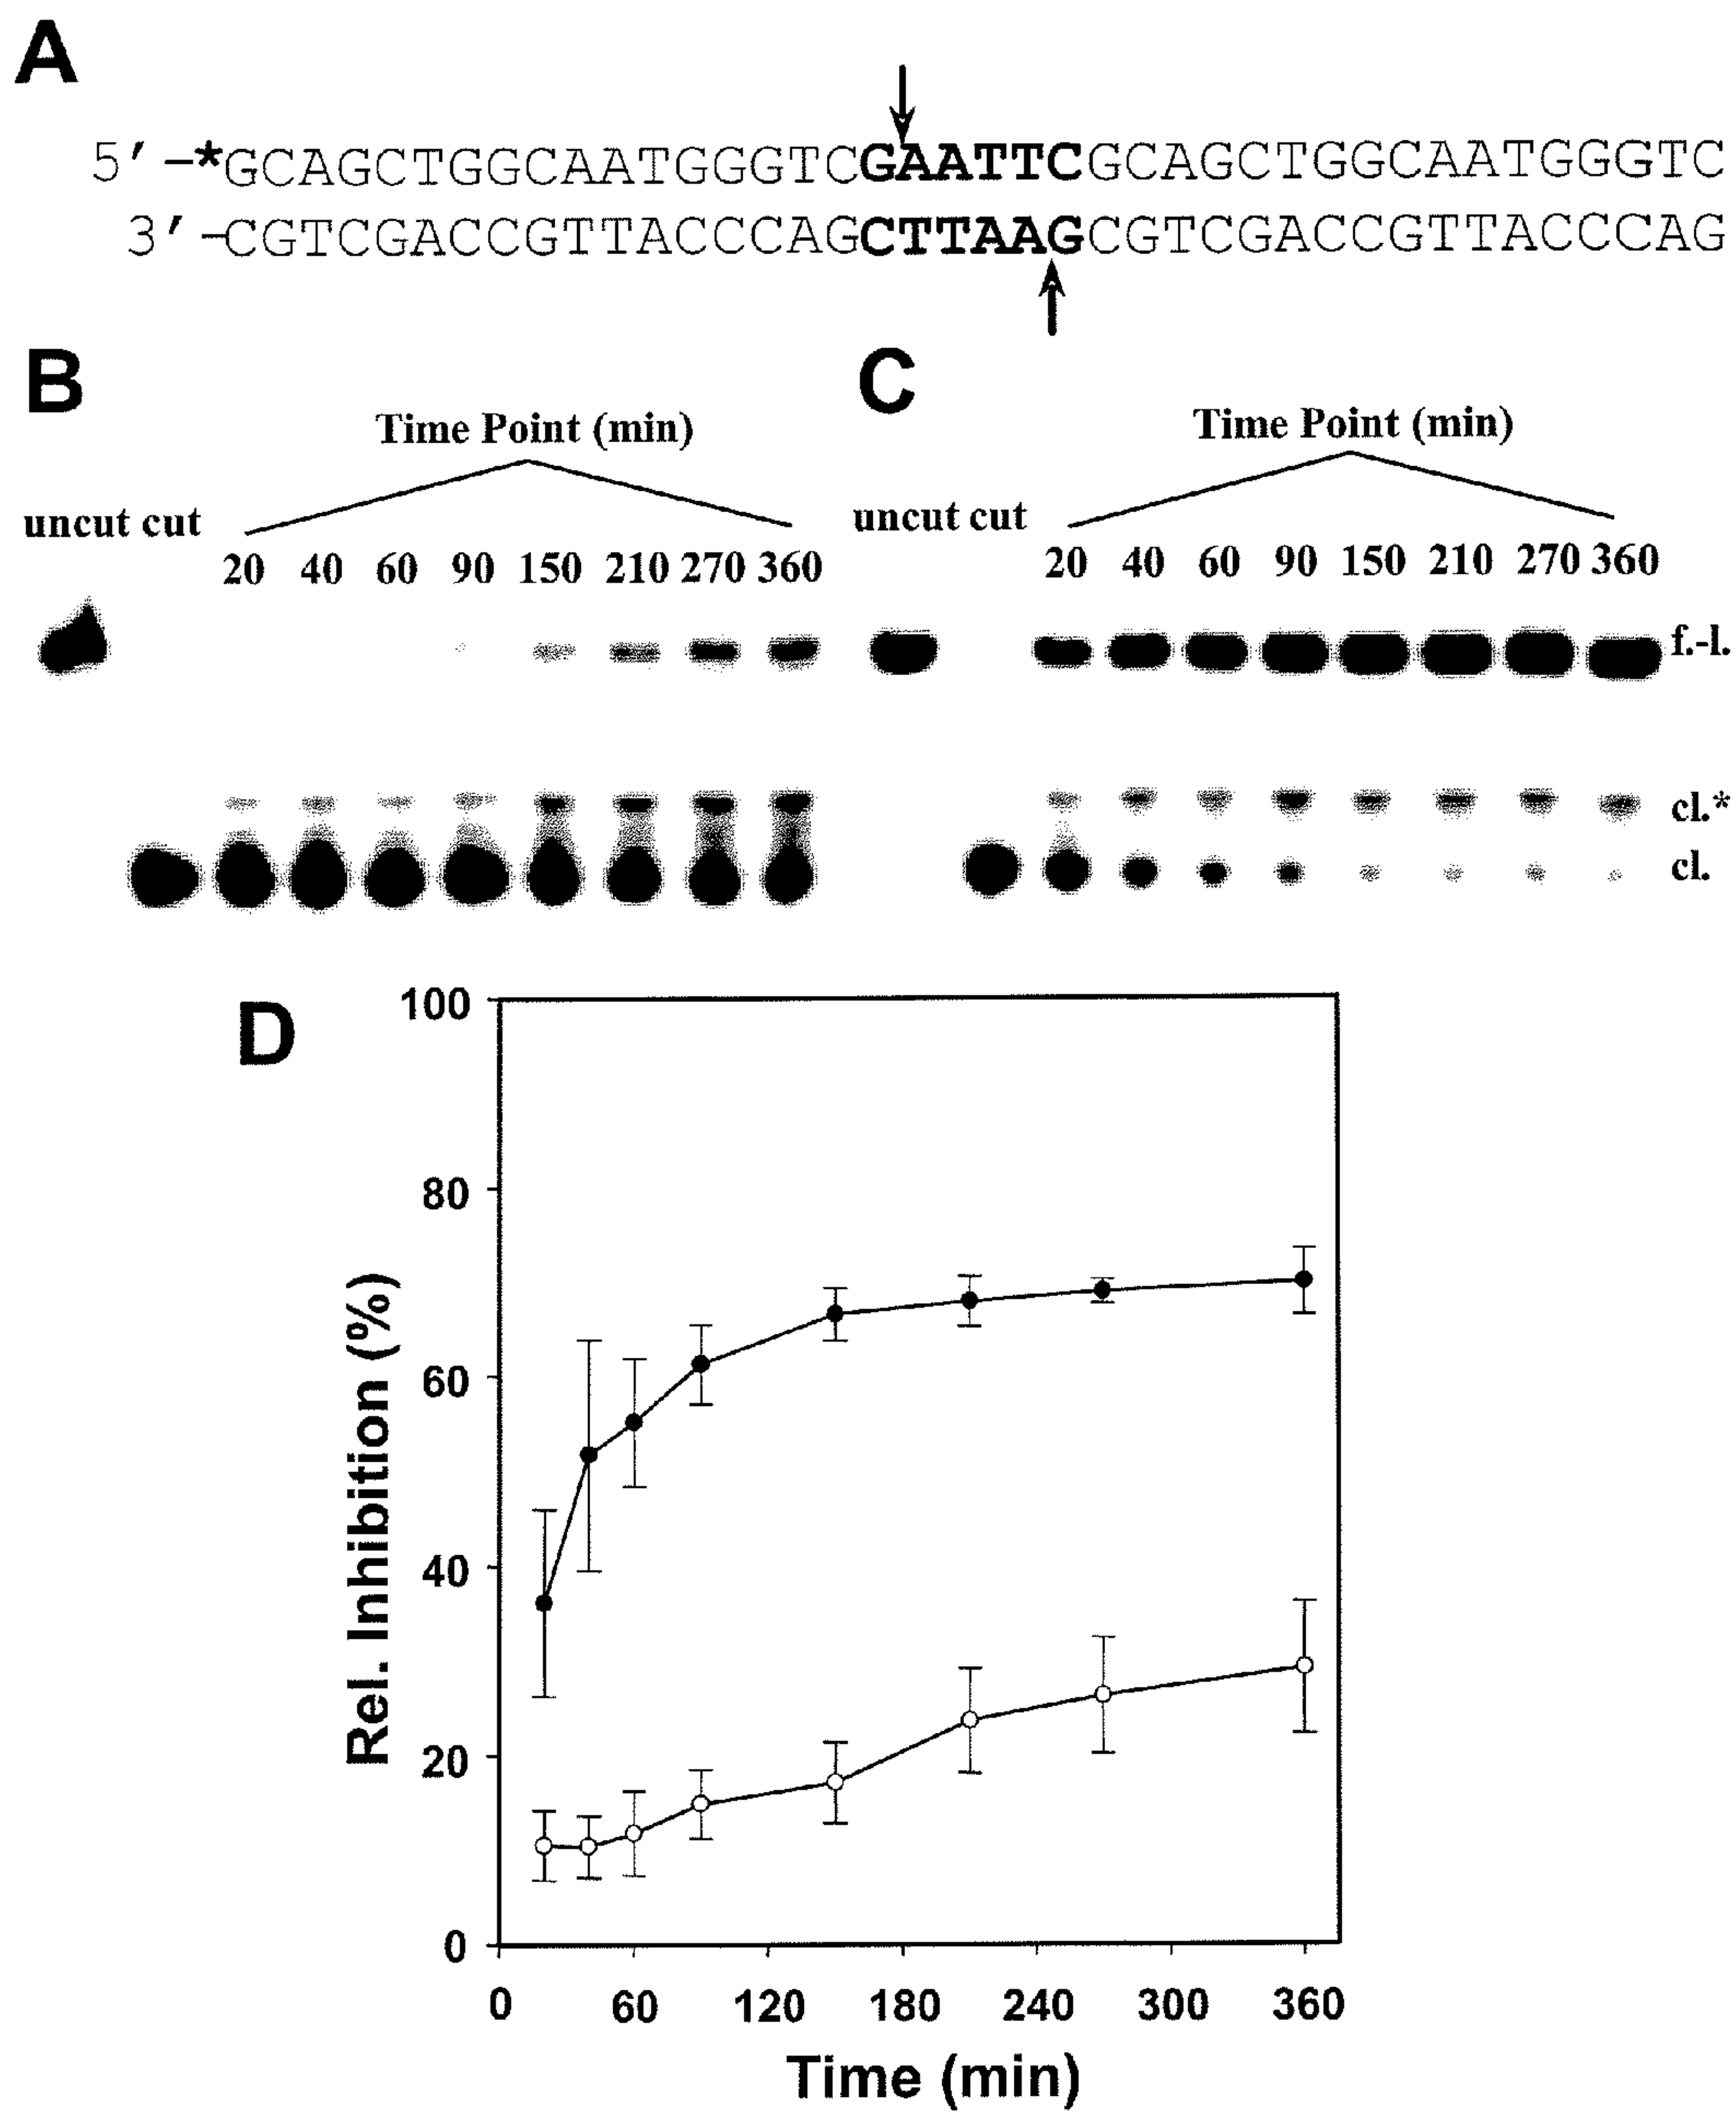 A
5′-*GCAGCTGGCAATGGGTCGAATTCGCAGCTGGCAATGGGTC
3′-CGTCGACCGTTACCCAGCTTAAGCGTCGACCGTTACCCAG
B
Time Point (min)
uncut cut
20 40 60 90 150 210 270 360
C
Time Point (min)
uncut cut
20 40 60 90 150 210 270 360
f.-l.
cl.*
cl.
D
100
80
60
40
20
0
Rel. Inhibition (%)
0 60 120 180 240 300 360
Time (min)